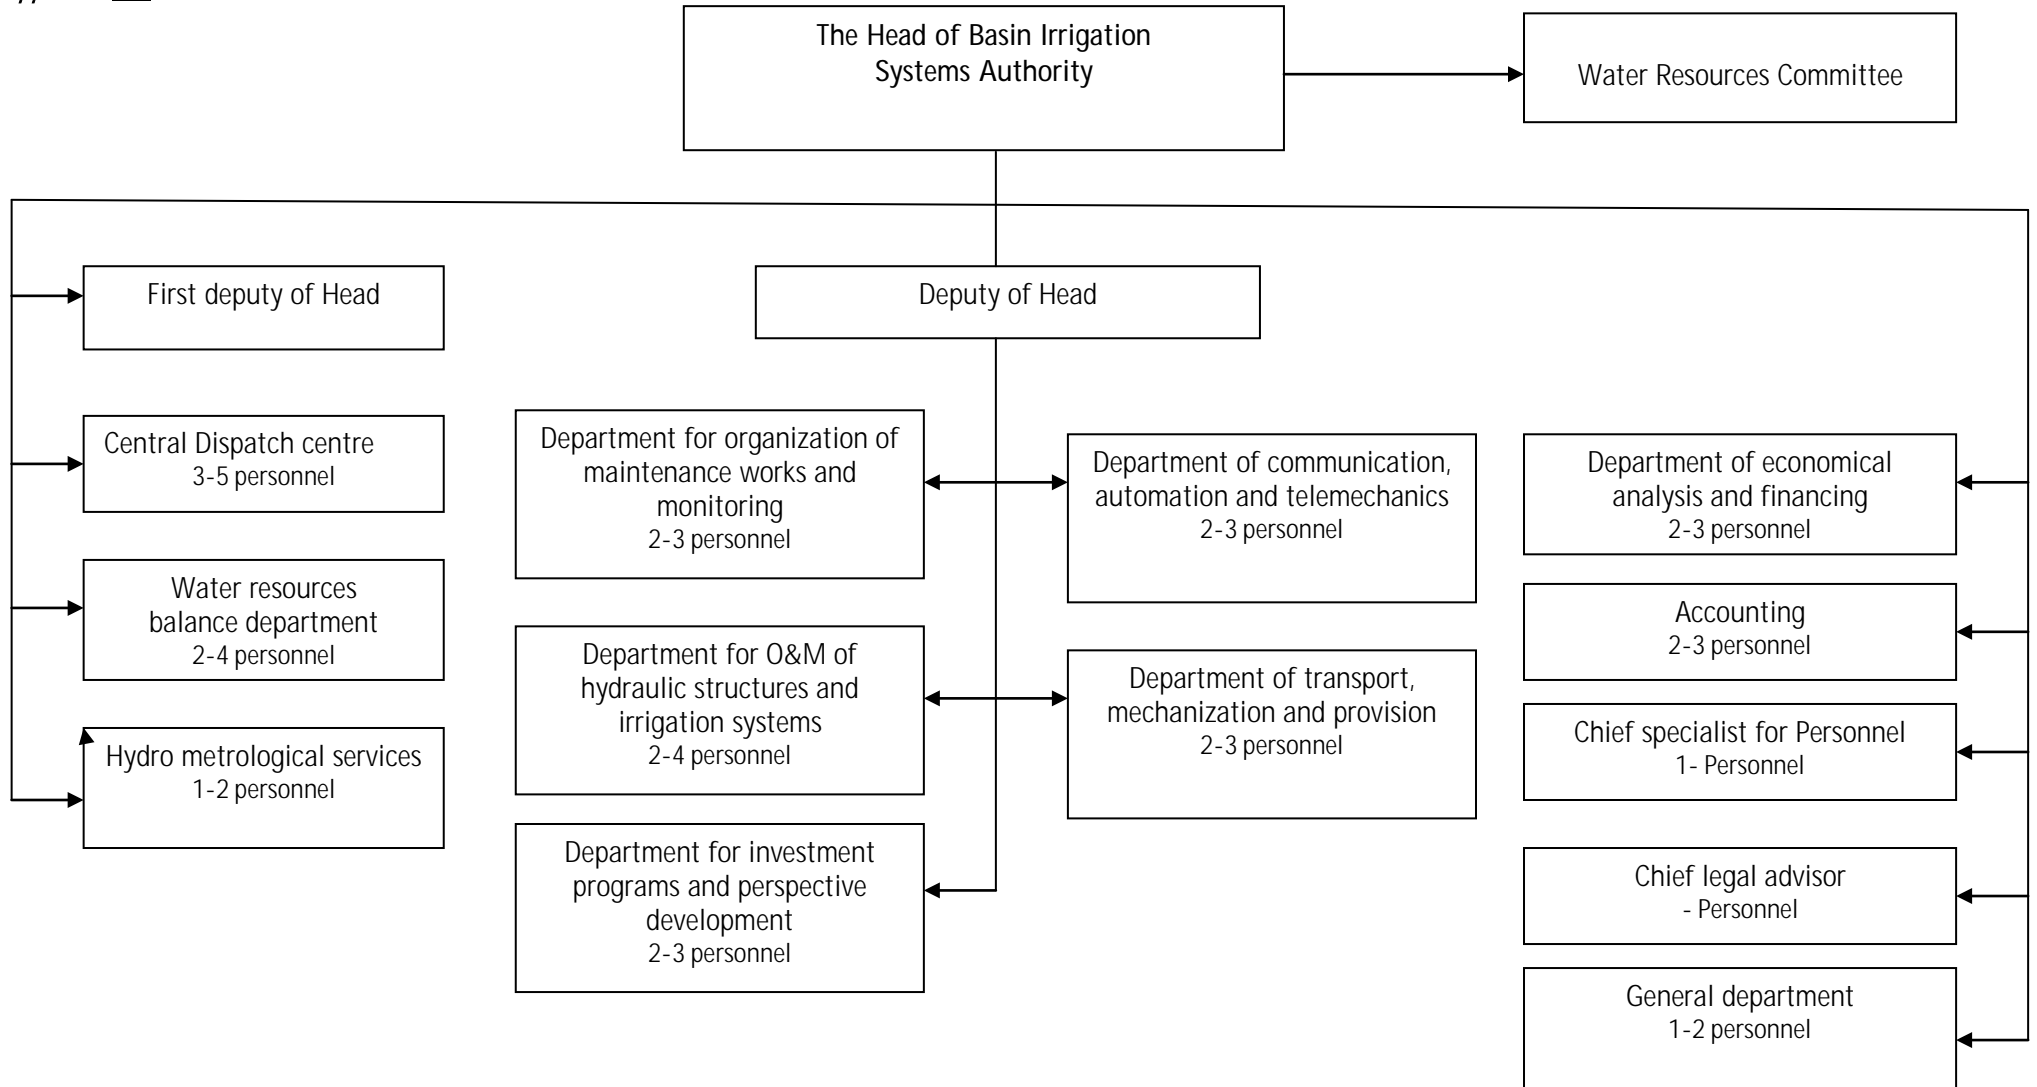 The Head of Basin Irrigation
Systems Authority
Water Resources Committee
First deputy of Head
Deputy of Head
Central Dispatch centre
3-5 personnel
Water resources
balance department
2-4 personnel
Hydro metrological services
1-2 personnel
Department for organization of
maintenance works and
monitoring
2-3 personnel
Department for O&M of
hydraulic structures and
irrigation systems
2-4 personnel
Department for investment
programs and perspective
development
2-3 personnel
Department of communication,
automation and telemechanics
2-3 personnel
Department of transport,
mechanization and provision
2-3 personnel
Department of economical
analysis and financing
2-3 personnel
Accounting
2-3 personnel
Chief specialist for Personnel
1- Personnel
Chief legal advisor
- Personnel
General department
1-2 personnel